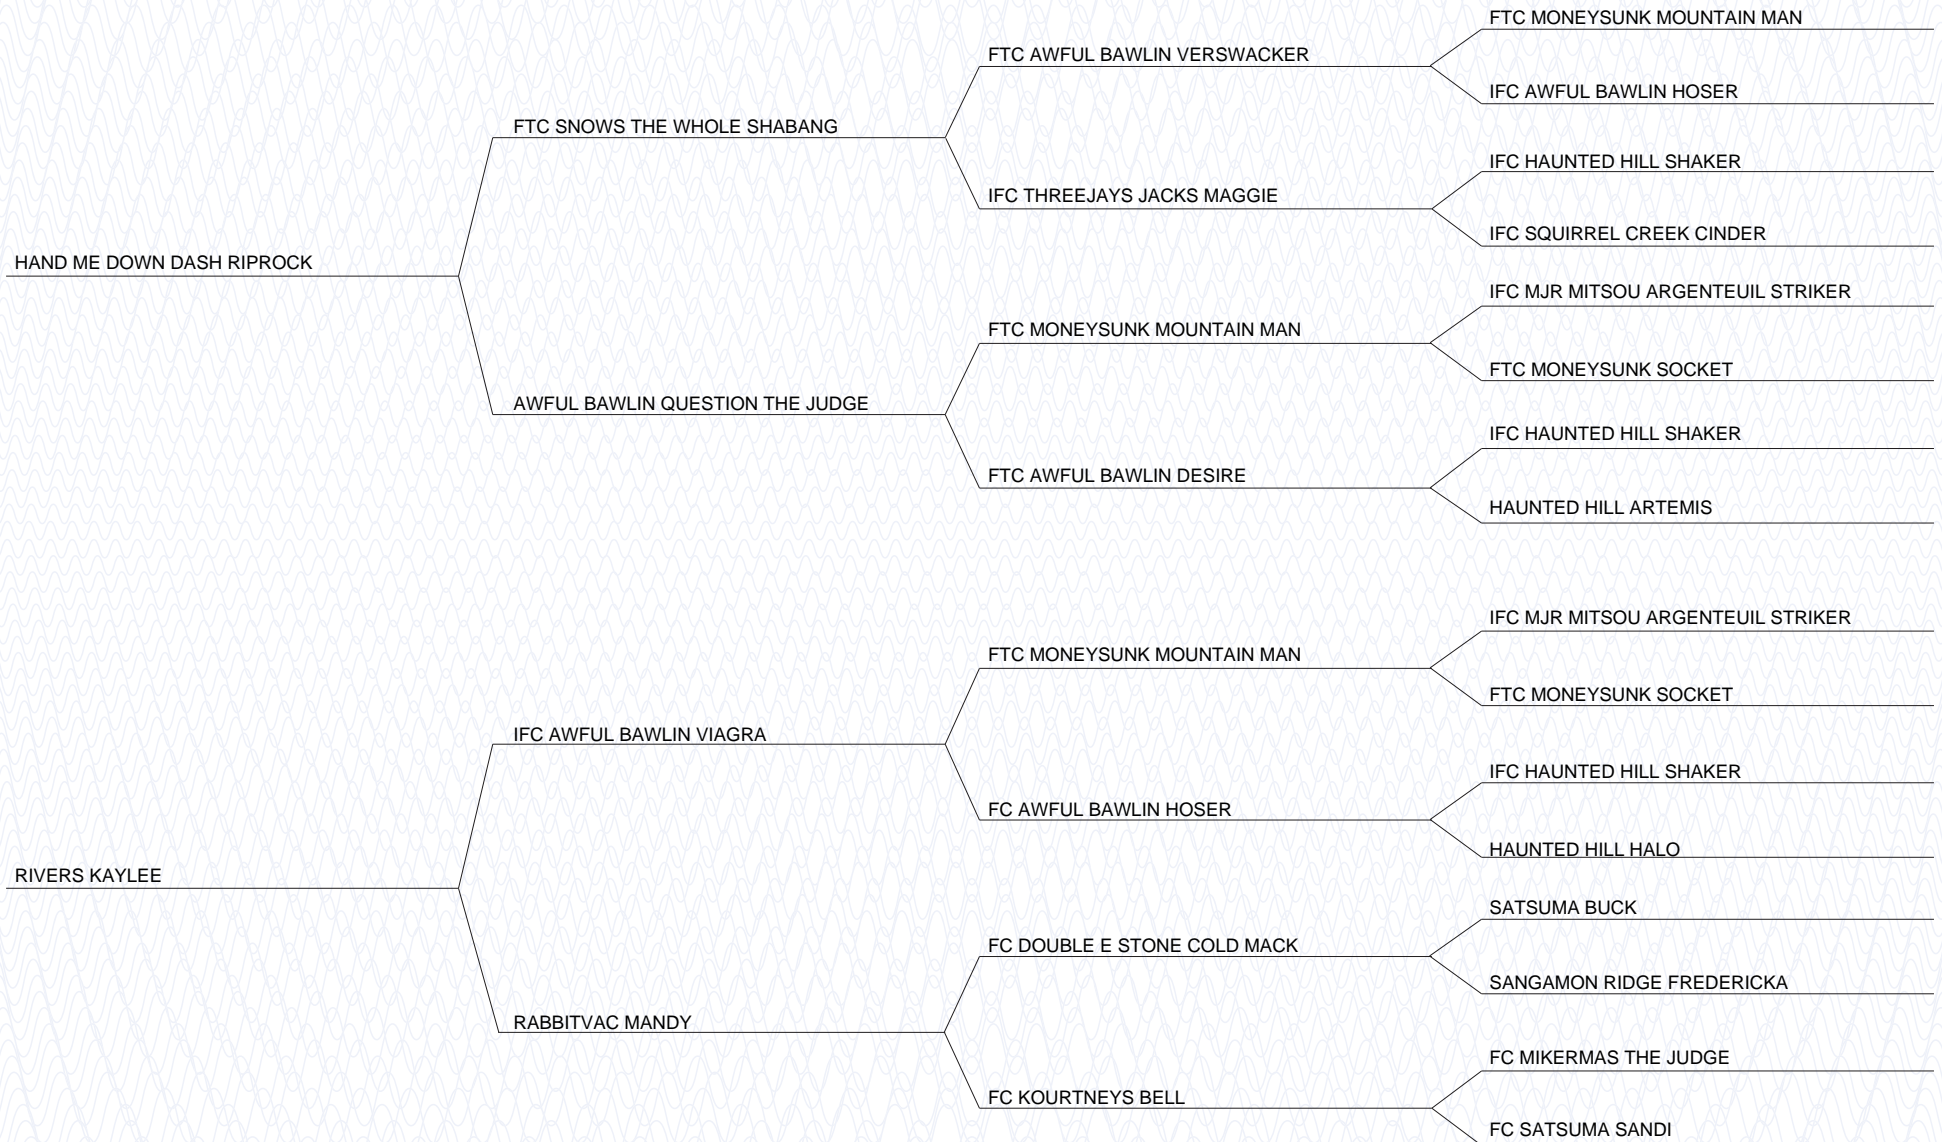 FTC MONEYSUNK MOUNTAIN MAN
FTC AWFUL BAWLIN VERSWACKER
IFC AWFUL BAWLIN HOSER
FTC SNOWS THE WHOLE SHABANG
IFC HAUNTED HILL SHAKER
IFC THREEJAYS JACKS MAGGIE
IFC SQUIRREL CREEK CINDER
HAND ME DOWN DASH RIPROCK
IFC MJR MITSOU ARGENTEUIL STRIKER
FTC MONEYSUNK MOUNTAIN MAN
FTC MONEYSUNK SOCKET
AWFUL BAWLIN QUESTION THE JUDGE
IFC HAUNTED HILL SHAKER
FTC AWFUL BAWLIN DESIRE
HAUNTED HILL ARTEMIS
IFC MJR MITSOU ARGENTEUIL STRIKER
FTC MONEYSUNK MOUNTAIN MAN
FTC MONEYSUNK SOCKET
IFC AWFUL BAWLIN VIAGRA
IFC HAUNTED HILL SHAKER
FC AWFUL BAWLIN HOSER
HAUNTED HILL HALO
RIVERS KAYLEE
SATSUMA BUCK
FC DOUBLE E STONE COLD MACK
SANGAMON RIDGE FREDERICKA
RABBITVAC MANDY
FC MIKERMAS THE JUDGE
FC KOURTNEYS BELL
FC SATSUMA SANDI